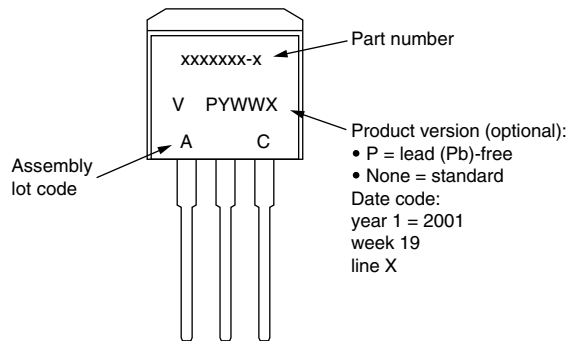 Part number
xxxxxxx-x
V PYWWX
A C
Assembly
lot code
Product version (optional):
• P = lead (Pb)-free
• None = standard
Date code:
year 1 = 2001
week 19
line X